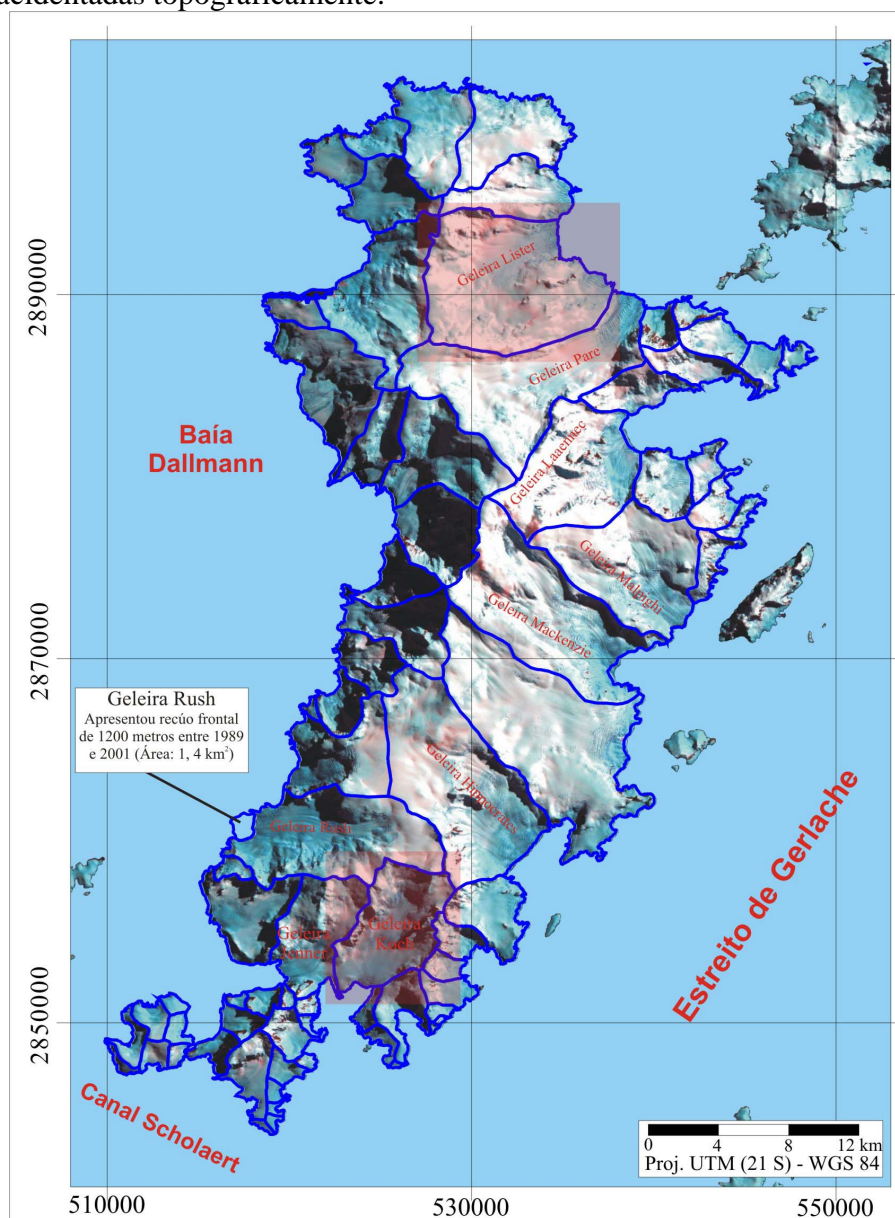 acidentadas topograficamente.
Geleira Lister
2890000
Geleira Pare
Baía
Dallmann
Geleira Laaennec
Geleira Malpighi
Geleira Mackenzie
2870000
Geleira Rush
Apresentou recúo frontal
de 1200 metros entre 1989
e 2001 (Área: 1, 4 km²)
Geleira Hippocrates
Geleira Rush
Estreito de Gerlache
Geleira
Jenner
Geleira
Koch
2850000
Canal Scholaert
0 4 8 12 km
Proj. UTM (21 S) - WGS 84
510000 530000 550000